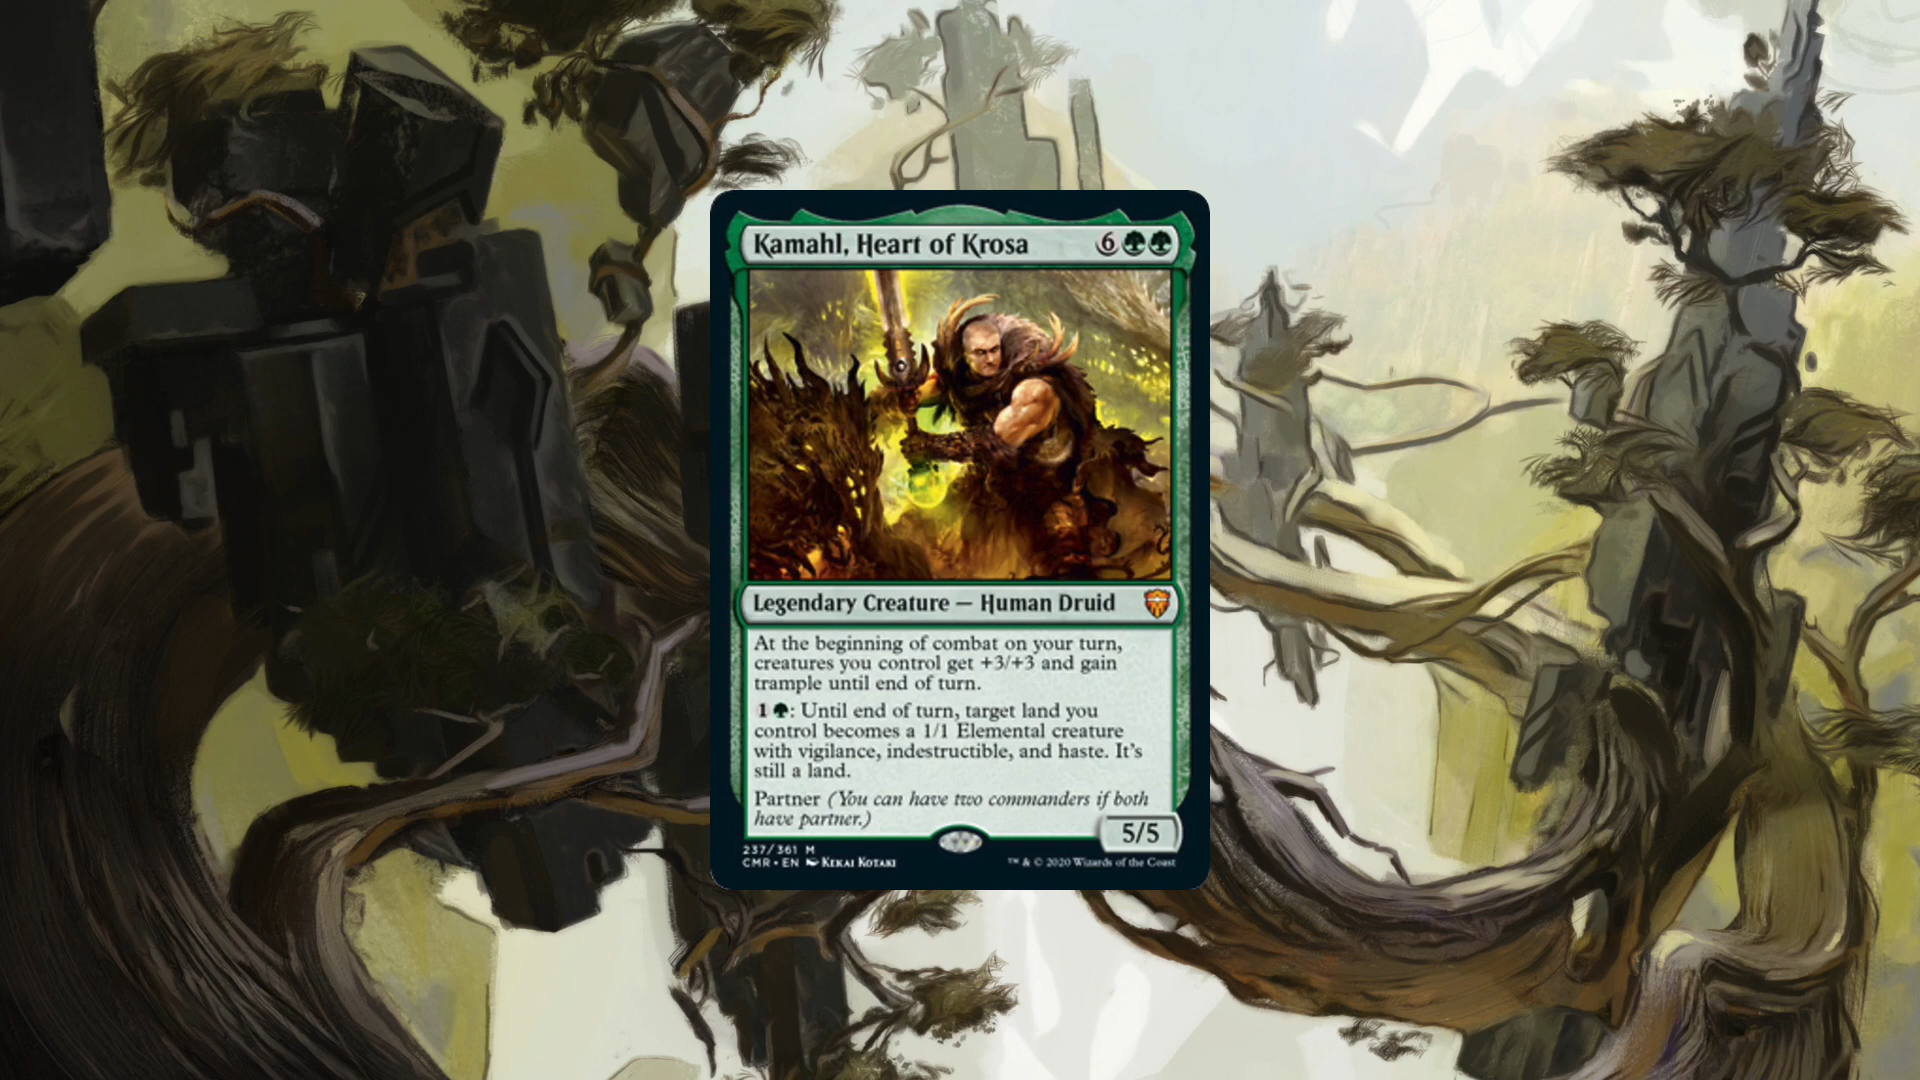 Kamahl, Heart of Krosa 6
Legendary Creature — Human Druid
At the beginning of combat on your turn,
creatures you control get +3/+3 and gain
trample until end of turn.
1 : Until end of turn, target land you
control becomes a 1/1 Elemental creature
with vigilance, indestructible, and haste. It's
still a land.
Partner (You can have two commanders if both
have partner.)
5/5
237/361 M
CMR • EN Kekai Kotaki
™ & © 2020 Wizards of the Coast